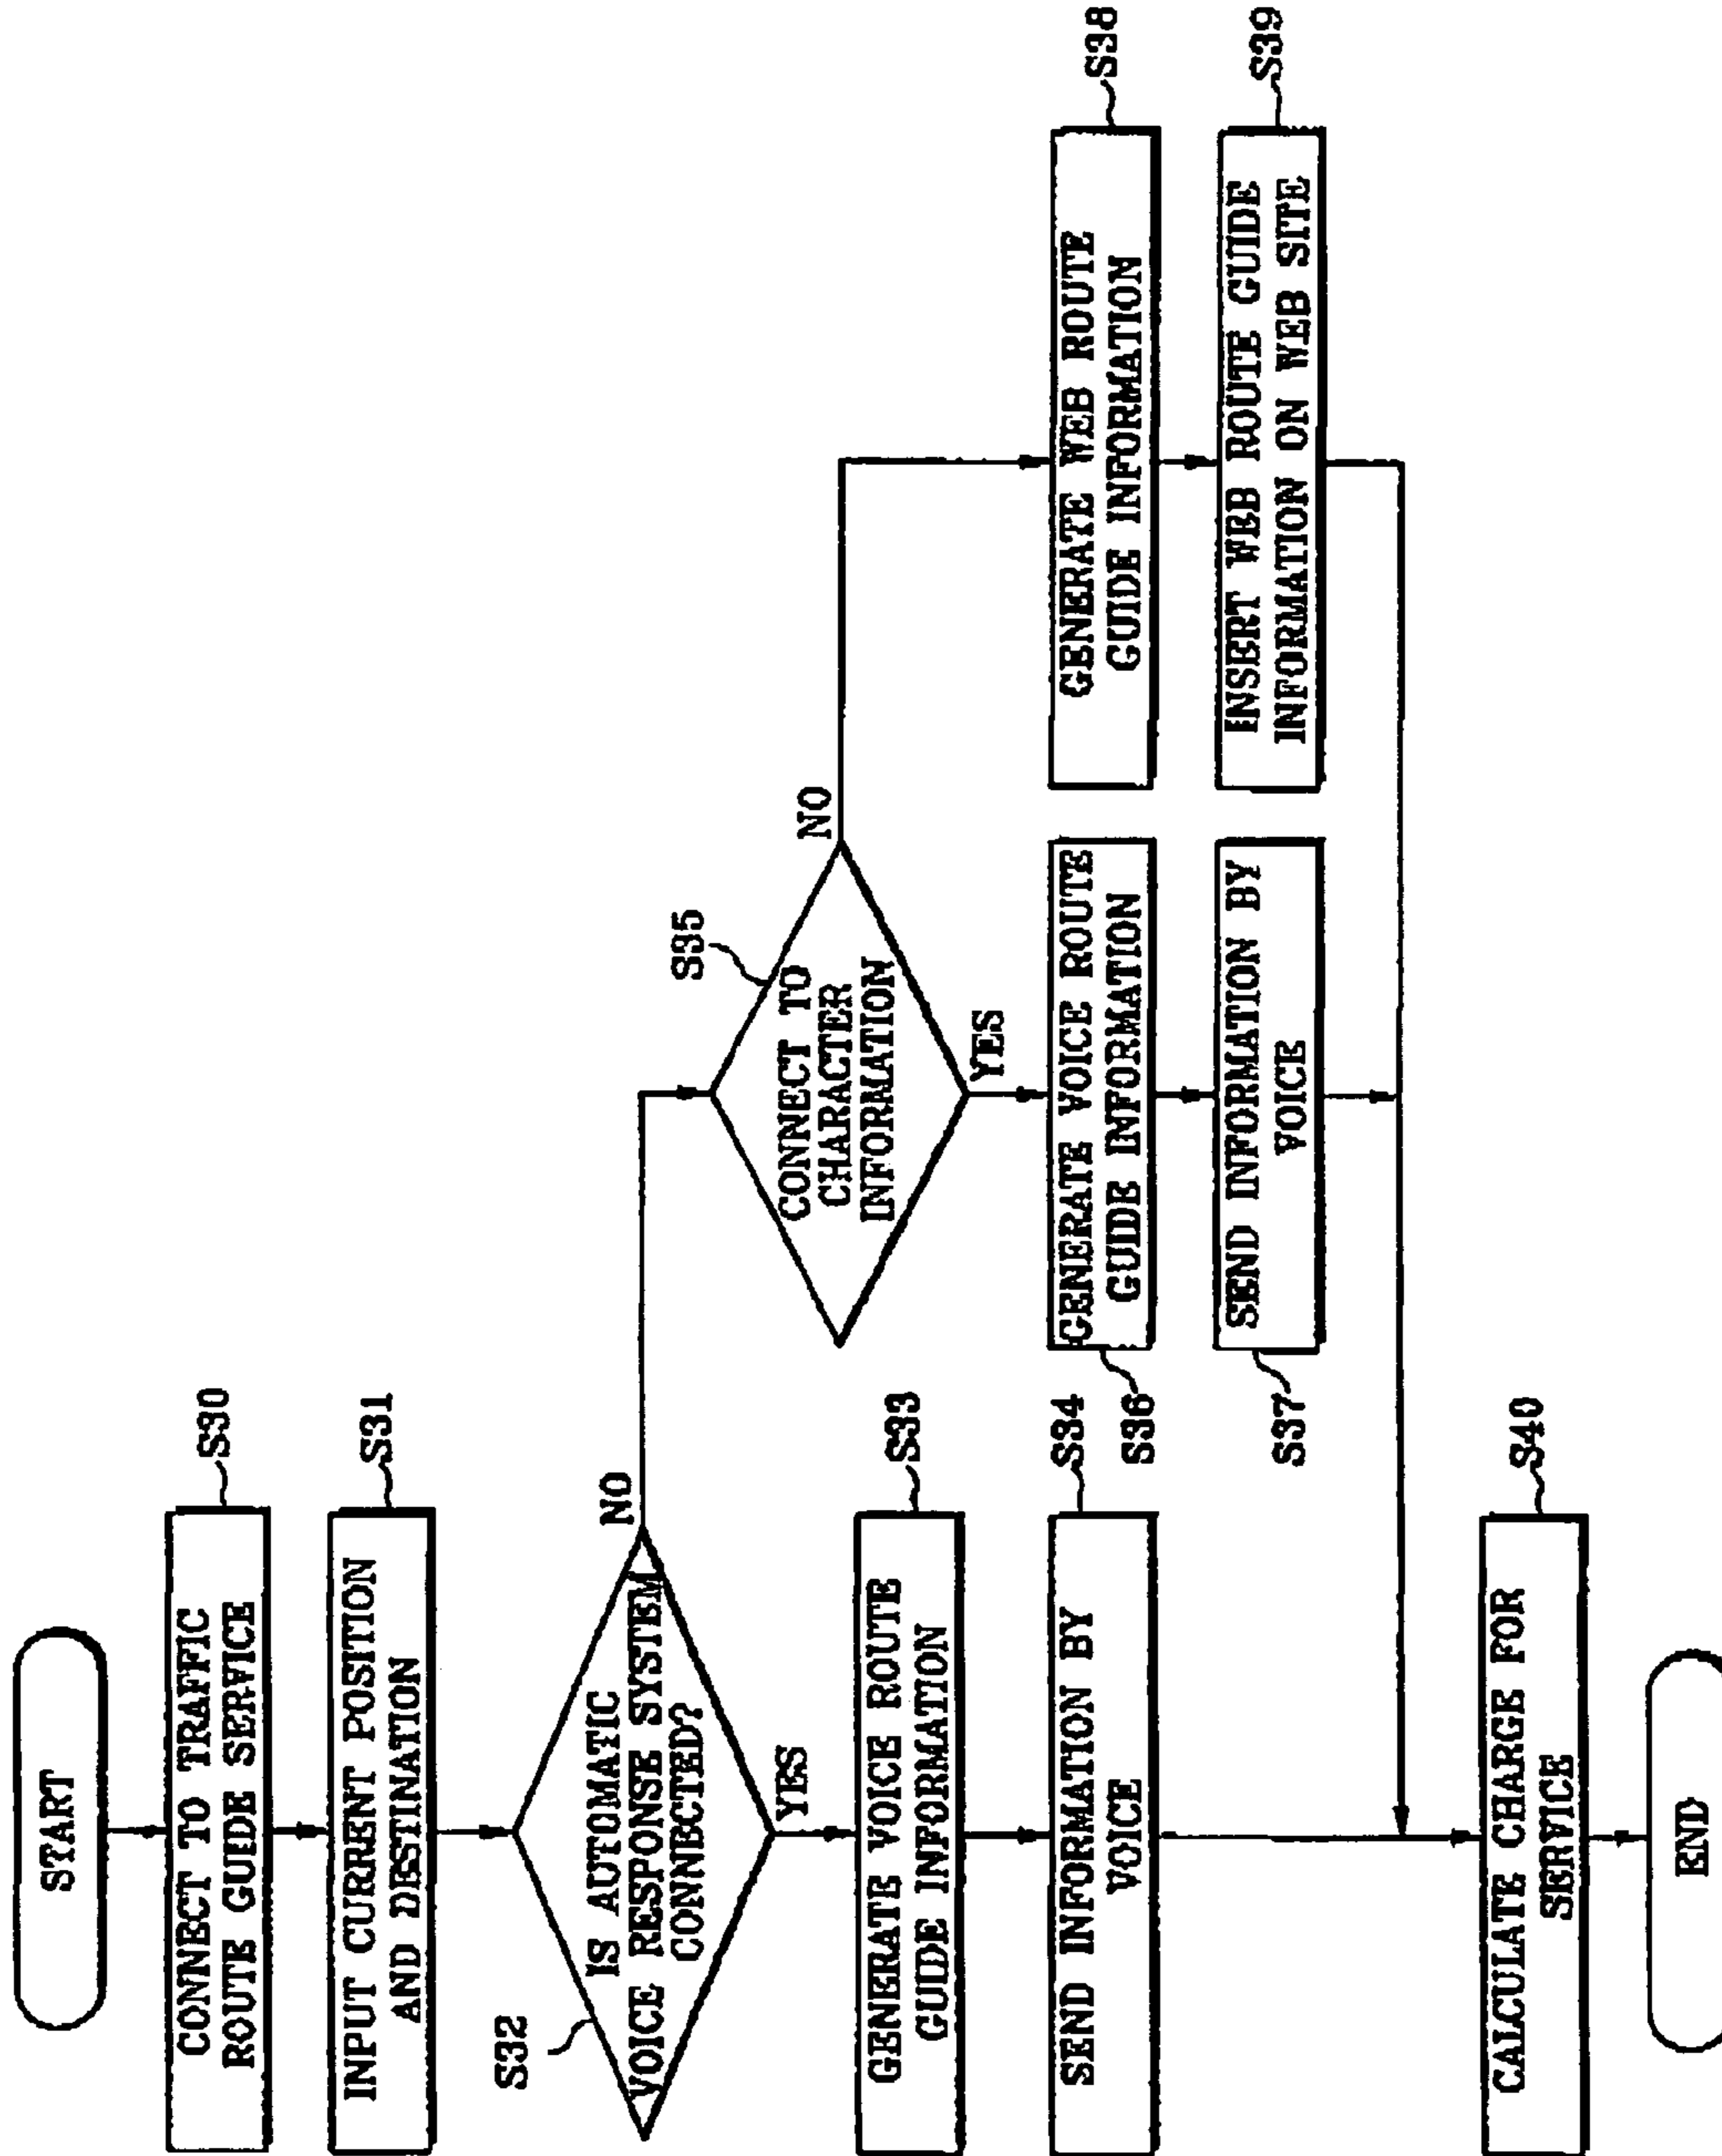 START
CONNECT TO TRAFFIC
ROUTE GUIDE SERVICE
S30
INPUT CURRENT POSITION
AND DESTINATION
S31
S32
IS AUTOMATIC
VOICE RESPONSE SYSTEM
CONNECTED?
NO
YES
GENERATE VOICE ROUTE
GUIDE INFORMATION
S33
SEND INFORMATION BY
VOICE
S34
S35
CONNECT TO
CHARACTER
INFORMATION
NO
YES
GENERATE VOICE ROUTE
GUIDE INFORMATION
S36
SEND INFORMATION BY
VOICE
S37
GENERATE WEB ROUTE
GUIDE INFORMATION
S38
INSERT WEB ROUTE GUIDE
INFORMATION ON WEB SITE
S39
CALCULATE CHARGE FOR
SERVICE
S40
END